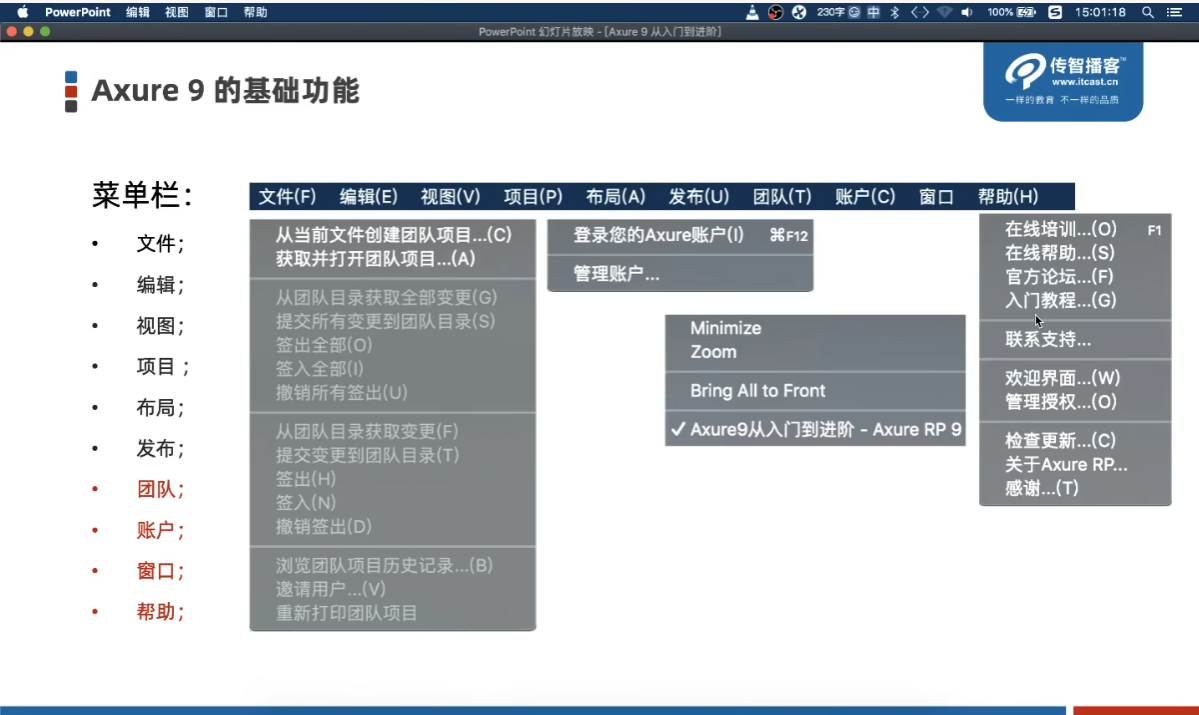 PowerPoint 编辑 视图 窗口 帮助 230字 中 100% 15:01:18
PowerPoint 幻灯片放映 - [Axure 9 从入门到进阶]
Axure 9 的基础功能
传智播客™
www.itcast.cn
一样的教育 不一样的品质
菜单栏：
文件(F) 编辑(E) 视图(V) 项目(P) 布局(A) 发布(U) 团队(T) 账户(C) 窗口 帮助(H)
• 文件；
• 编辑；
• 视图；
• 项目；
• 布局；
• 发布；
• 团队；
• 账户；
• 窗口；
• 帮助；
从当前文件创建团队项目...(C)
获取并打开团队项目...(A)
从团队目录获取全部变更(G)
提交所有变更到团队目录(S)
签出全部(O)
签入全部(I)
撤销所有签出(U)
从团队目录获取变更(F)
提交变更到团队目录(T)
签出(H)
签入(N)
撤销签出(D)
浏览团队项目历史记录...(B)
邀请用户...(V)
重新打印团队项目
登录您的Axure账户(I) ⌘F12
管理账户...
Minimize
Zoom
Bring All to Front
✓ Axure9从入门到进阶 - Axure RP 9
在线培训...(O) F1
在线帮助...(S)
官方论坛...(F)
入门教程...(G)
联系支持...
欢迎界面...(W)
管理授权...(O)
检查更新...(C)
关于Axure RP...
感谢...(T)